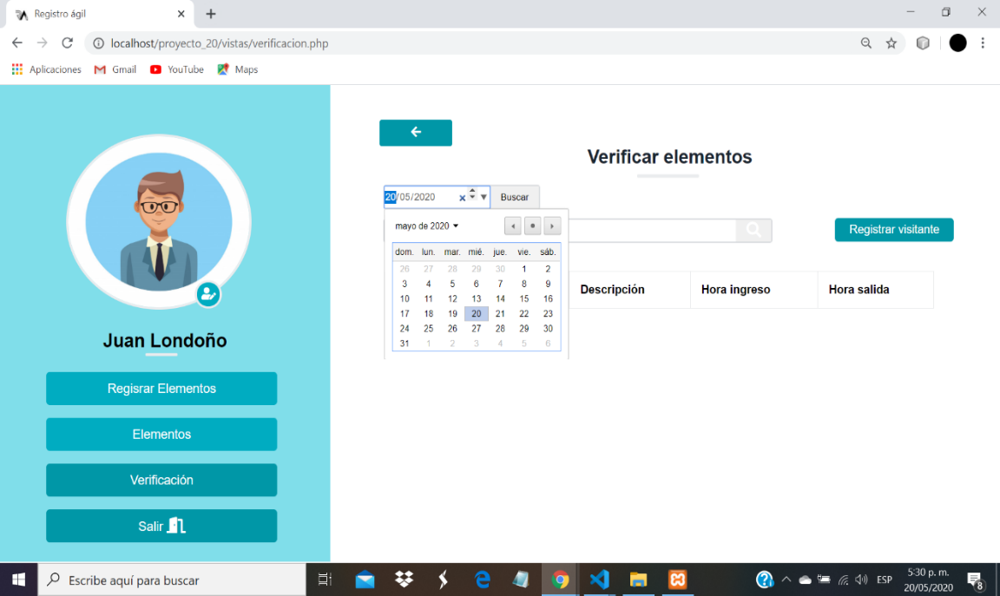 Registro ágil
localhost/proyecto_20/vistas/verificacion.php
Aplicaciones Gmail YouTube Maps
Juan Londoño
Regisrar Elementos
Elementos
Verificación
Salir
Verificar elementos
20/05/2020 Buscar
mayo de 2020
Registrar visitante
dom. lun. mar. mié. jue. vie. sáb.
26 27 28 29 30 1 2
3 4 5 6 7 8 9
10 11 12 13 14 15 16
17 18 19 20 21 22 23
24 25 26 27 28 29 30
31 1 2 3 4 5 6
Descripción Hora ingreso Hora salida
Escribe aquí para buscar
ESP
5:30 p. m.
20/05/2020
8